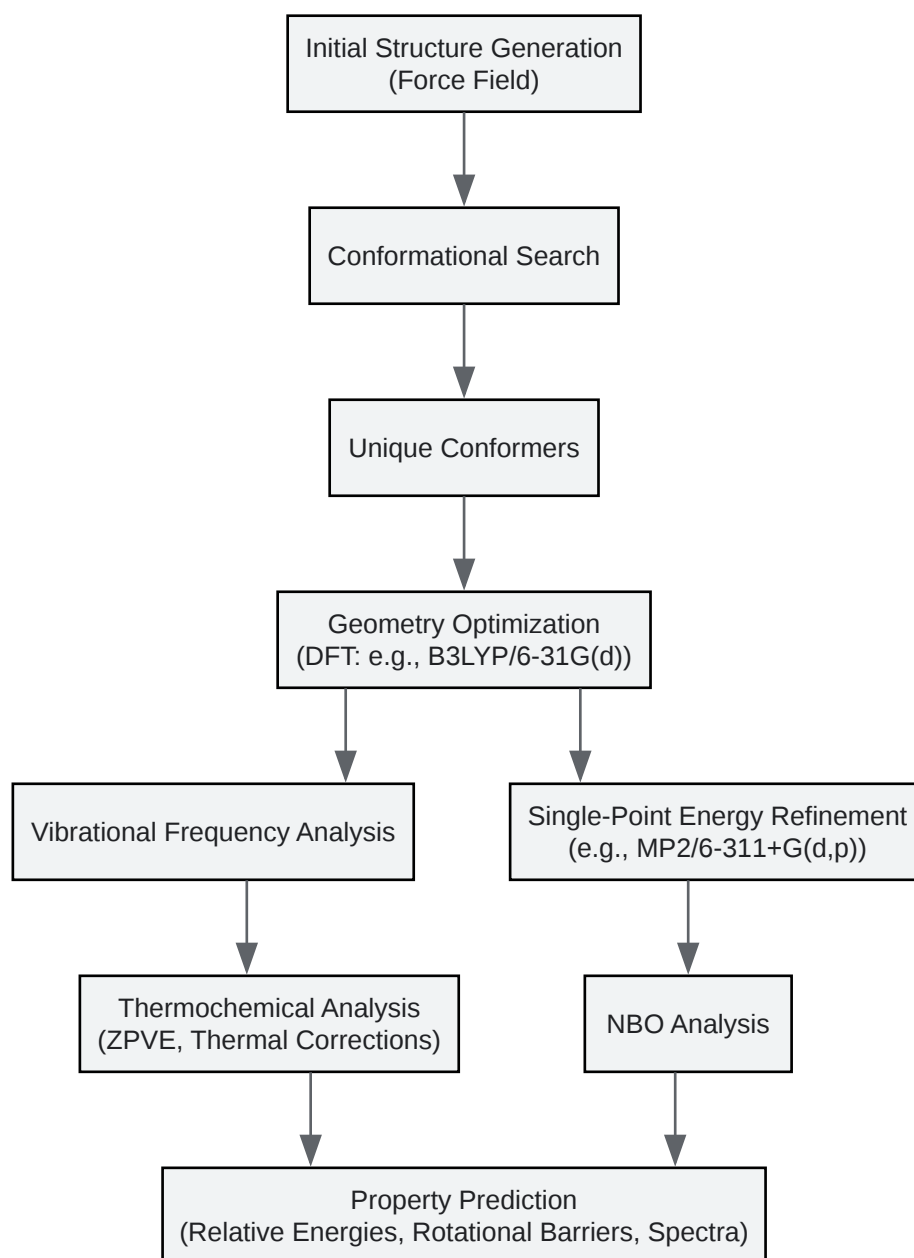 Initial Structure Generation
(Force Field)
Conformational Search
Unique Conformers
Geometry Optimization
(DFT: e.g., B3LYP/6-31G(d))
Vibrational Frequency Analysis
Single-Point Energy Refinement
(e.g., MP2/6-311+G(d,p))
Thermochemical Analysis
(ZPVE, Thermal Corrections)
NBO Analysis
Property Prediction
(Relative Energies, Rotational Barriers, Spectra)